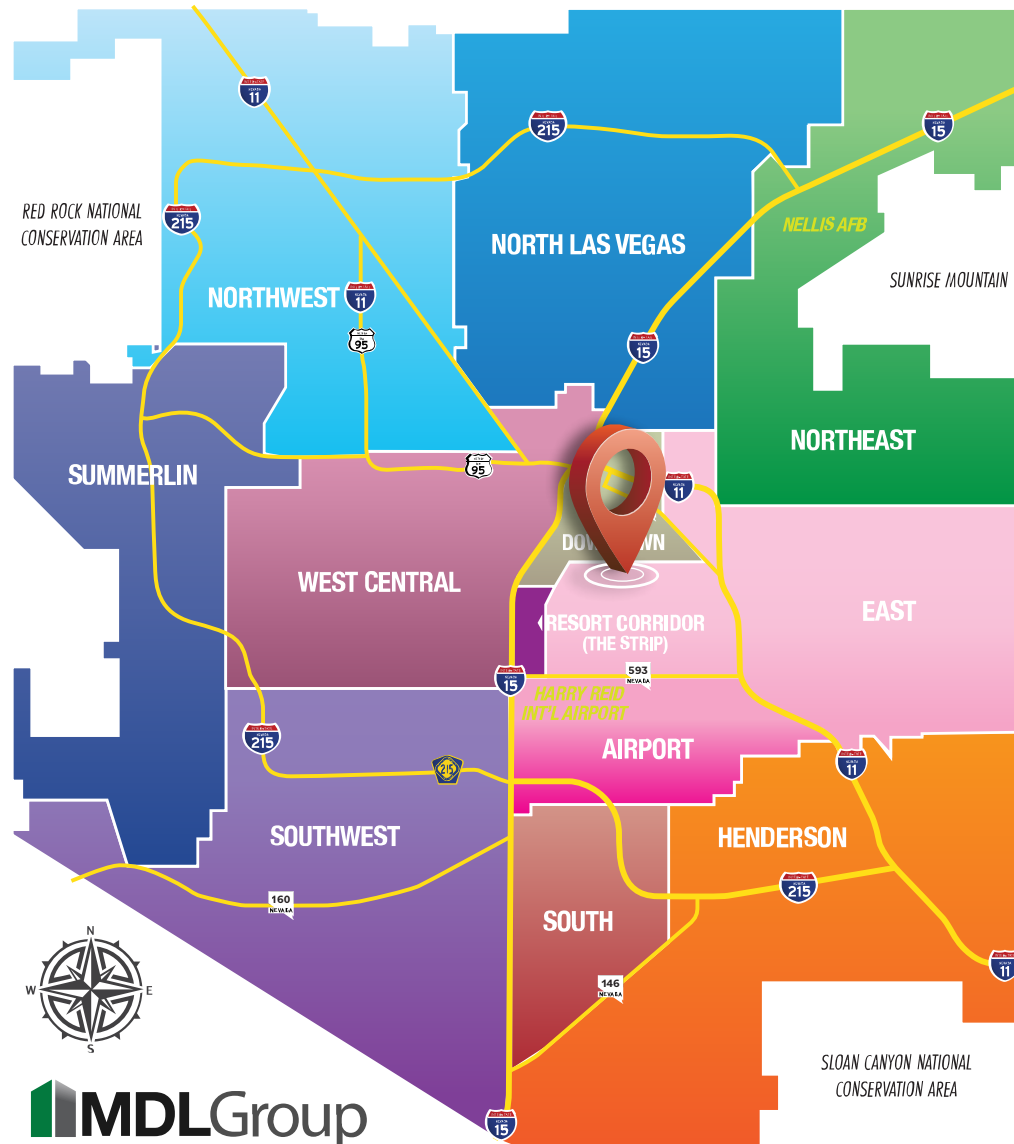 11
215
15
RED ROCK NATIONAL
CONSERVATION AREA
215
NELLIS AFB
NORTH LAS VEGAS
SUNRISE MOUNTAIN
NORTHWEST
11
95
15
NORTHEAST
SUMMERLIN
95
11
WEST CENTRAL
EAST
RESORT CORRIDOR
(THE STRIP)
593
NEVADA
15
HARRY REID
INT'L AIRPORT
215
AIRPORT
11
215
SOUTHWEST
HENDERSON
215
160
NEVADA
SOUTH
N
W
E
S
146
NEVADA
11
SLOAN CANYON NATIONAL
CONSERVATION AREA
MDLGroup
15